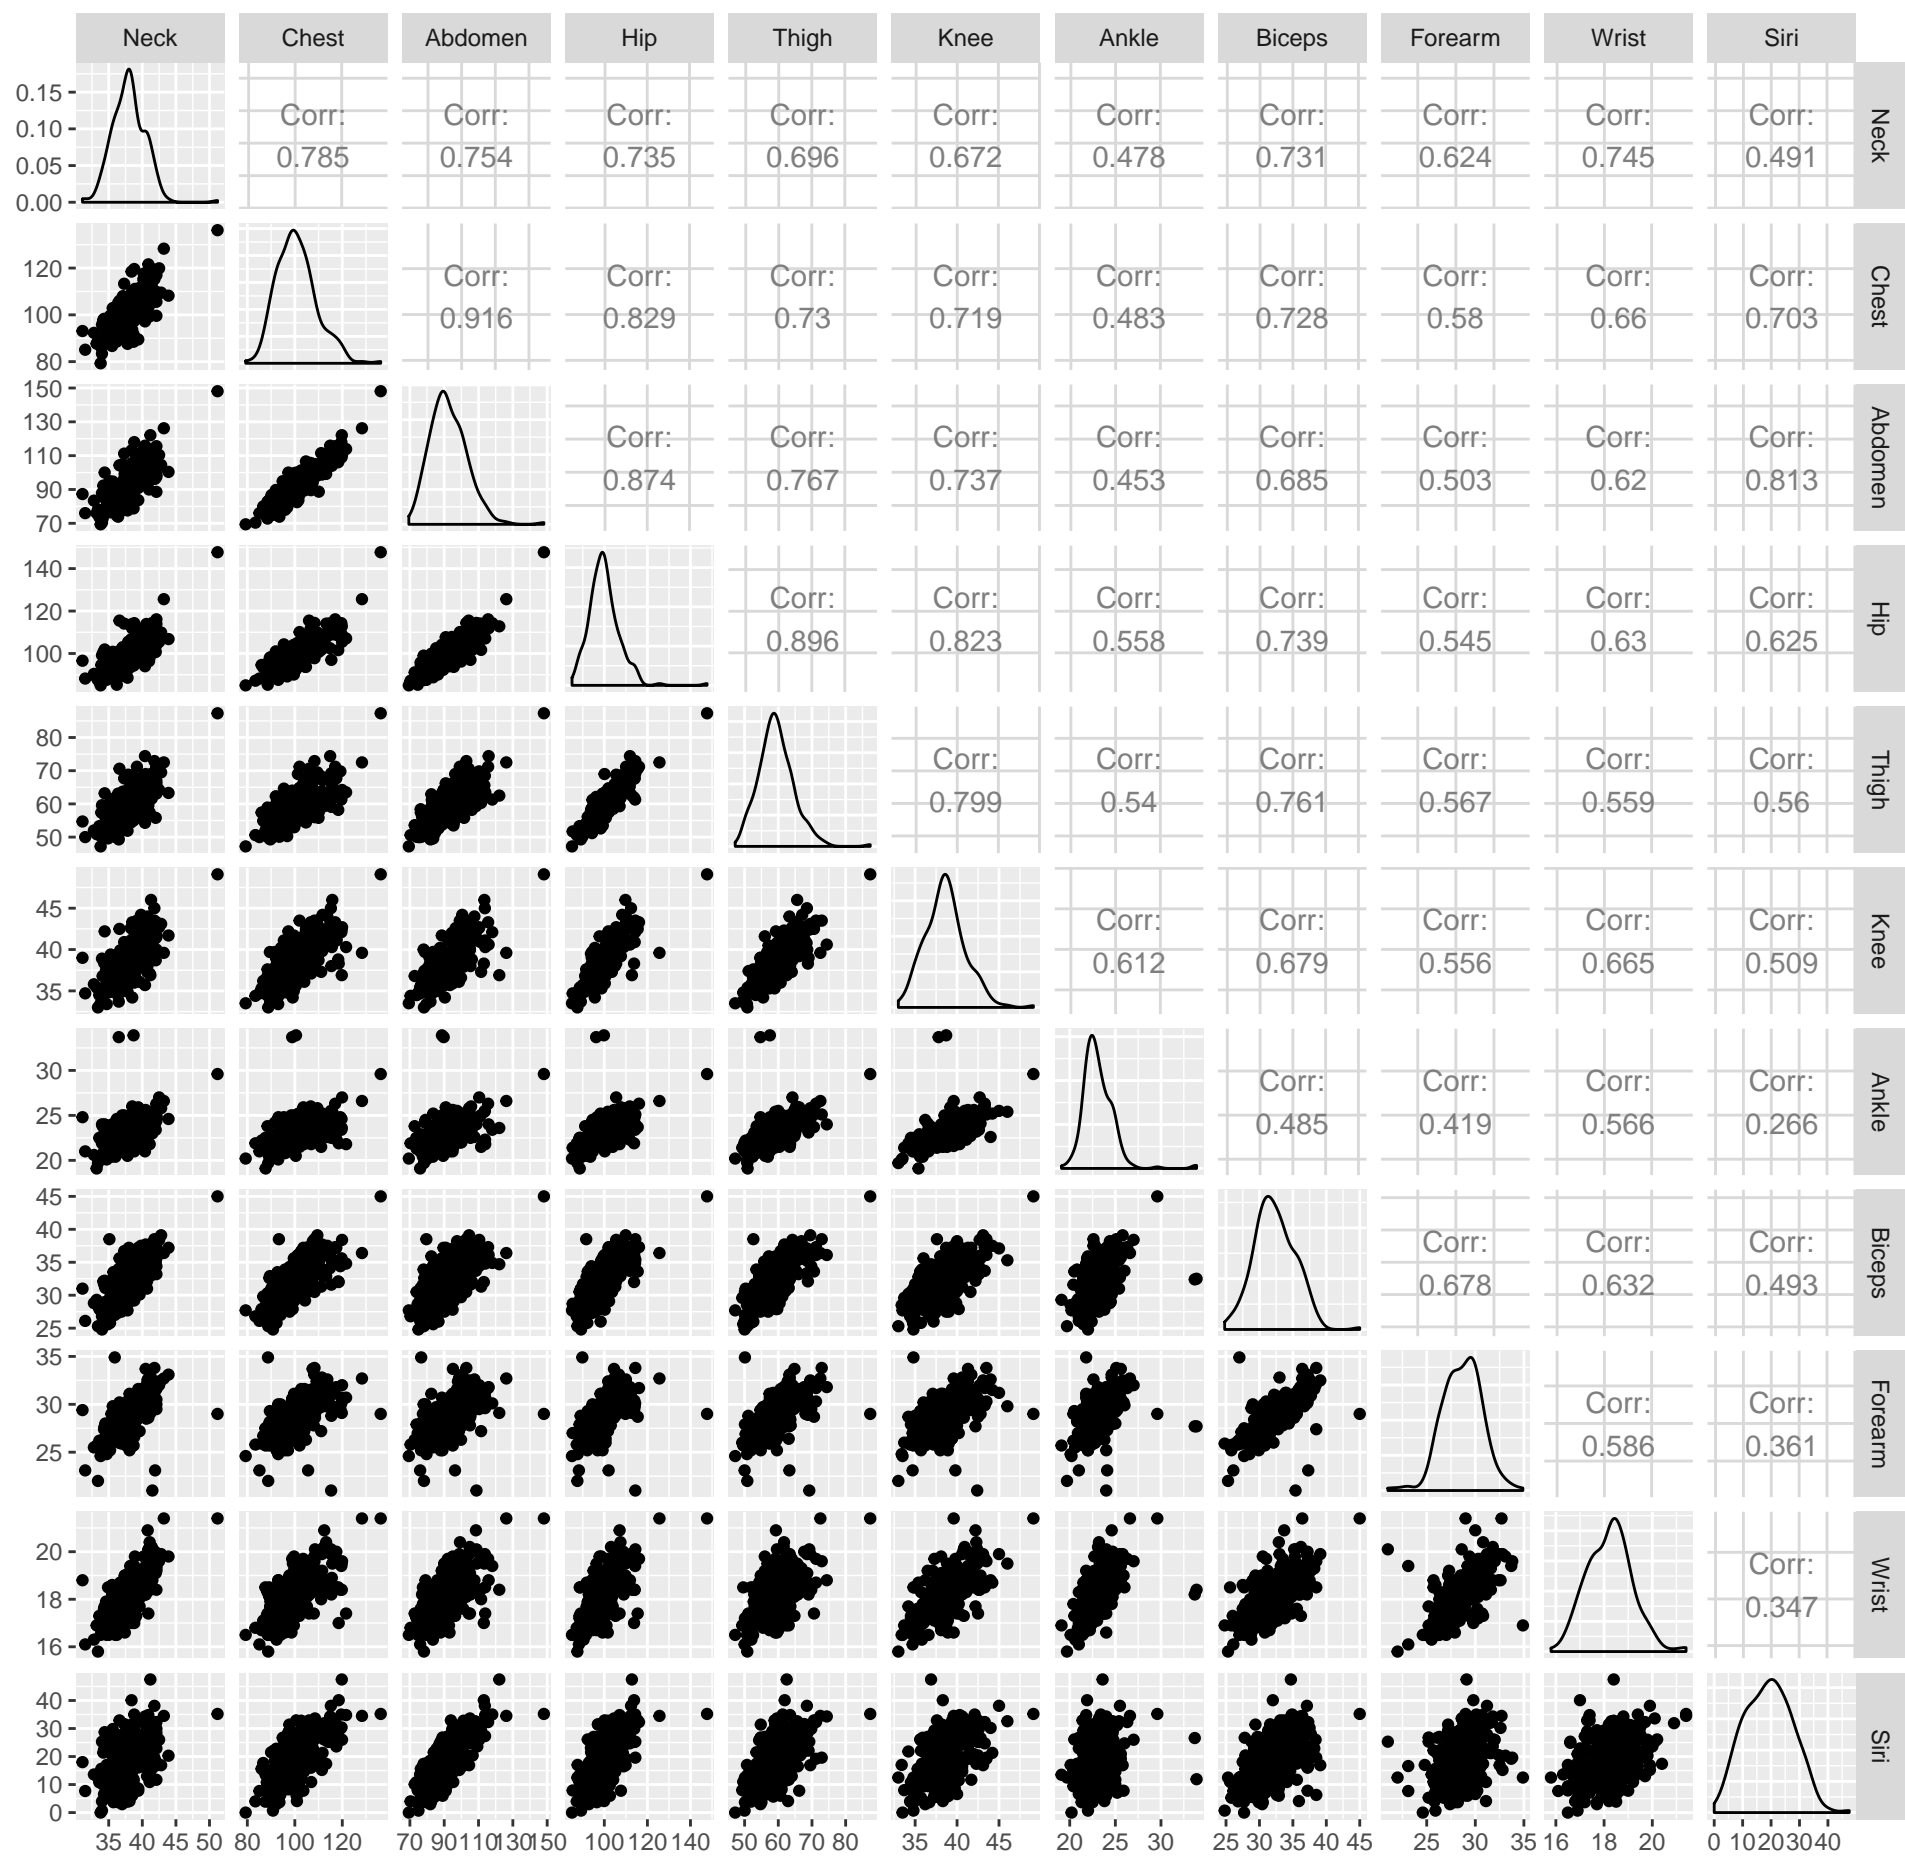 Neck Chest Abdomen Hip Thigh Knee Ankle Biceps Forearm Wrist Siri
0.15
0.10
0.05
0.00
Corr: Corr: Corr: Corr: Corr: Corr: Corr: Corr: Corr: Corr:
0.785 0.754 0.735 0.696 0.672 0.478 0.731 0.624 0.745 0.491
Neck
120
100
80
Corr: Corr: Corr: Corr: Corr: Corr: Corr: Corr: Corr:
0.916 0.829 0.73 0.719 0.483 0.728 0.58 0.66 0.703
Chest
150
130
110
90
70
Corr: Corr: Corr: Corr: Corr: Corr: Corr: Corr:
0.874 0.767 0.737 0.453 0.685 0.503 0.62 0.813
Abdomen
140
120
100
Corr: Corr: Corr: Corr: Corr: Corr: Corr:
0.896 0.823 0.558 0.739 0.545 0.63 0.625
Hip
80
70
60
50
Corr: Corr: Corr: Corr: Corr: Corr:
0.799 0.54 0.761 0.567 0.559 0.56
Thigh
45
40
35
Corr: Corr: Corr: Corr: Corr:
0.612 0.679 0.556 0.665 0.509
Knee
30
25
20
Corr: Corr: Corr: Corr:
0.485 0.419 0.566 0.266
Ankle
45
40
35
30
25
Corr: Corr: Corr:
0.678 0.632 0.493
Biceps
35
30
25
Corr: Corr:
0.586 0.361
Forearm
20
18
16
Corr:
0.347
Wrist
40
30
20
10
0
Siri
35 40 45 50 80 100 120 70 90 110 130 150 100 120 140 50 60 70 80 35 40 45 20 25 30 25 30 35 40 45 25 30 35 16 18 20 0 10 20 30 40